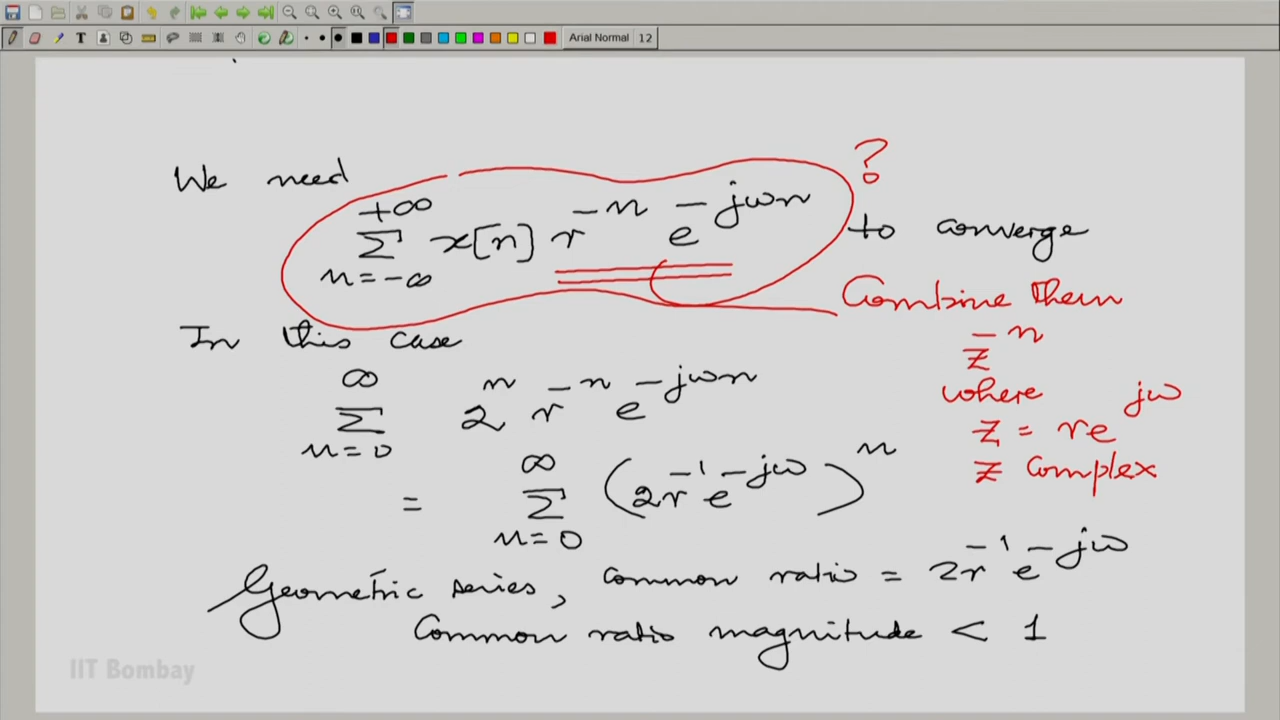 Arial Normal 12
?
We need
+∞
Σ x[n] r^{-n} e^{-jωn} to converge
n=-∞
Combine them
z^{-n}
where
z = re^{jω}
z complex
In this case
∞
Σ 2^n r^{-n} e^{-jωn}
n=0
∞
= Σ (2r^{-1}e^{-jω})^n
n=0
Geometric series, common ratio = 2r^{-1}e^{-jω}
Common ratio magnitude < 1
IIT Bombay